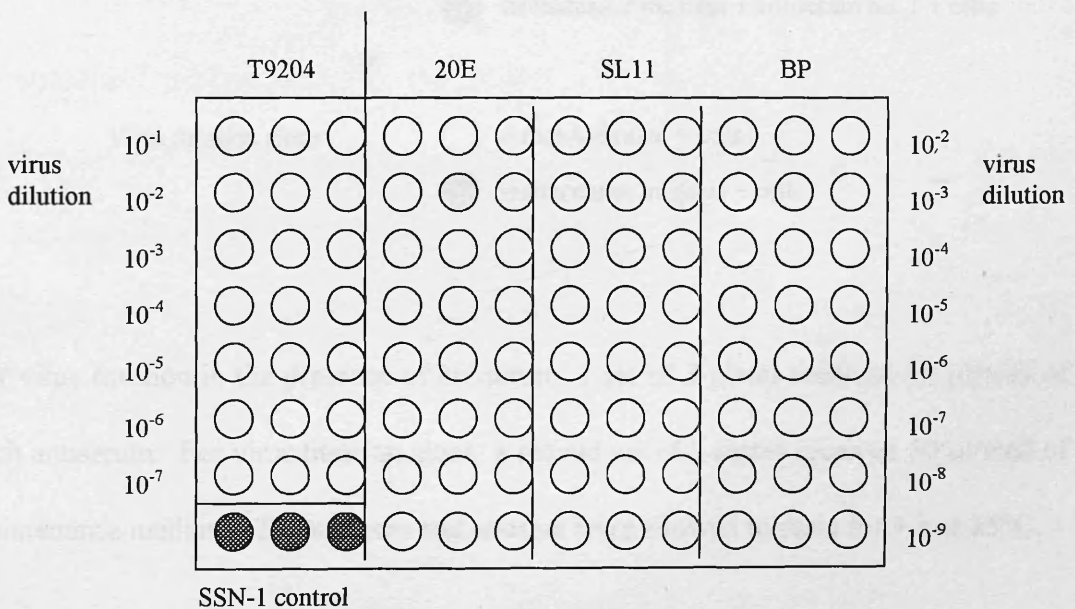 T9204 20E SL11 BP
virus
dilution
10⁻¹
10⁻²
10⁻³
10⁻⁴
10⁻⁵
10⁻⁶
10⁻⁷
10⁻²
10⁻³
10⁻⁴
10⁻⁵
10⁻⁶
10⁻⁷
10⁻⁸
10⁻⁹
virus
dilution
SSN-1 control